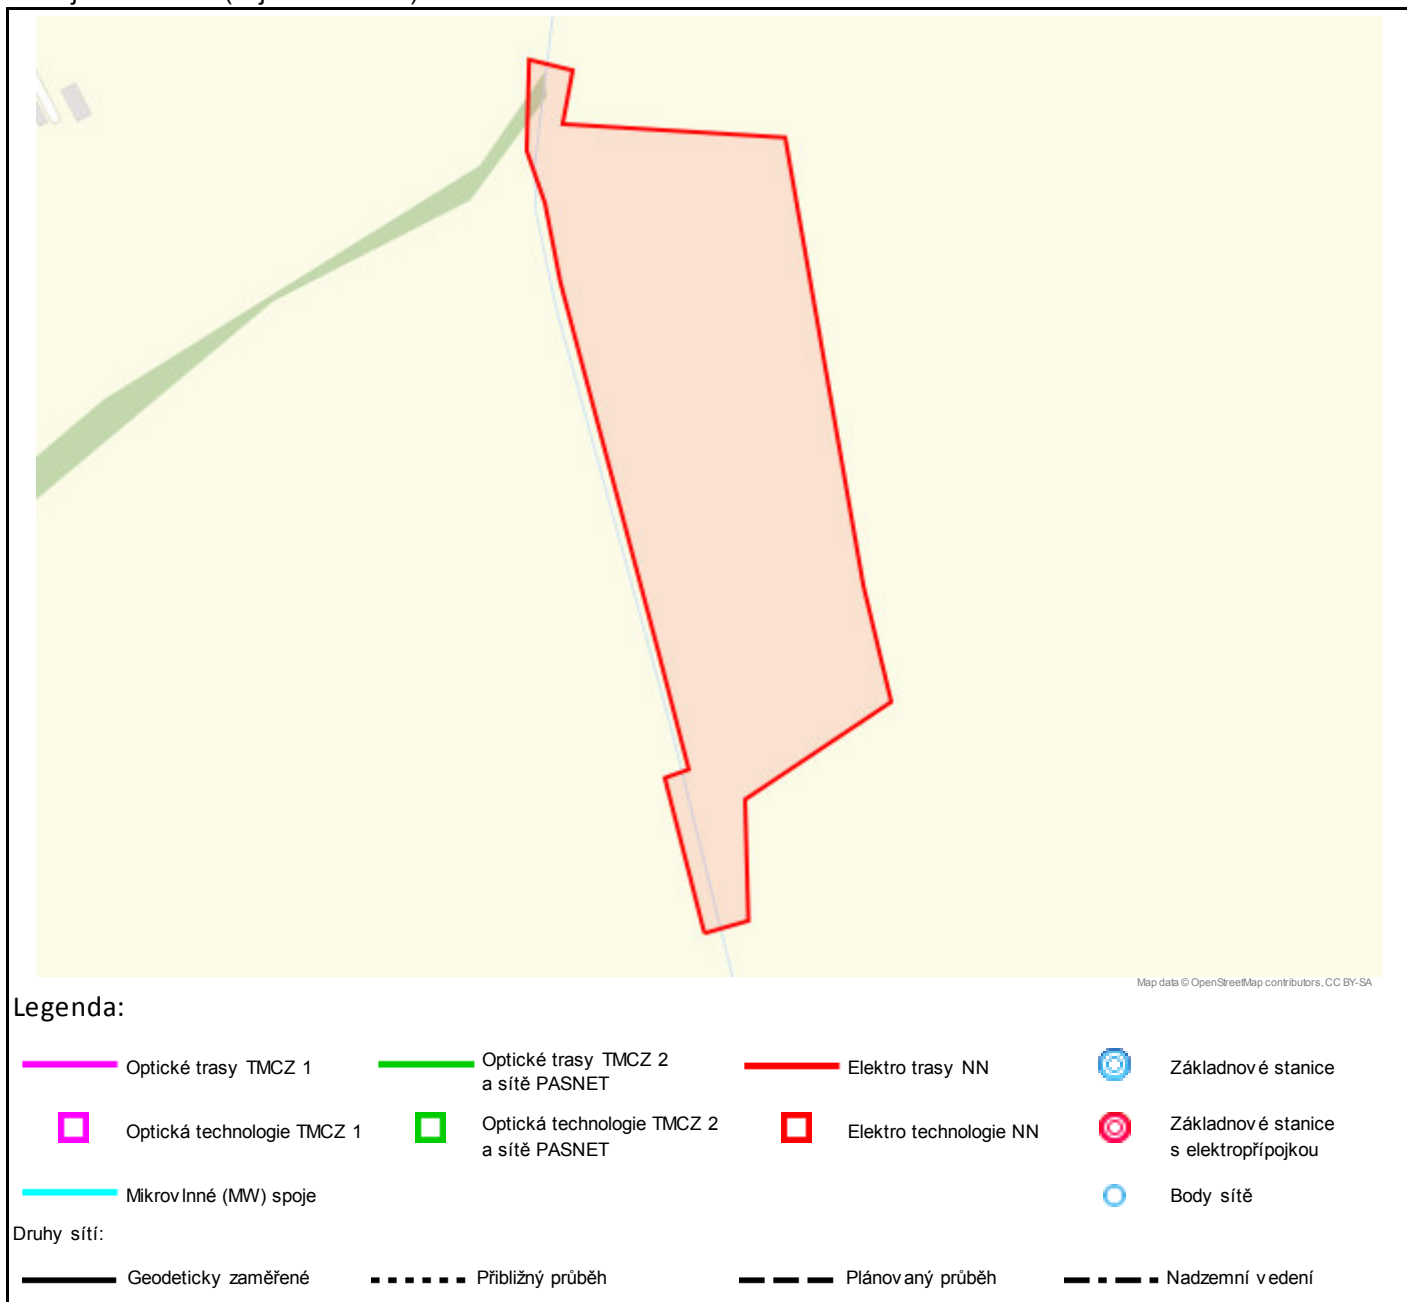 Map data © OpenStreetMap contributors, CC BY-SA
Legenda:
Optické trasy TMCZ 1
Optické trasy TMCZ 2
a sítě PASNET
Elektro trasy NN
Základnové stanice
Optická technologie TMCZ 1
Optická technologie TMCZ 2
a sítě PASNET
Elektro technologie NN
Základnové stanice
s elektropřípojkou
Mikrovlnné (MW) spoje
Body sítě
Druhy sítí:
Geodeticky zaměřené
Přibližný průběh
Plánovaný průběh
Nadzemní vedení